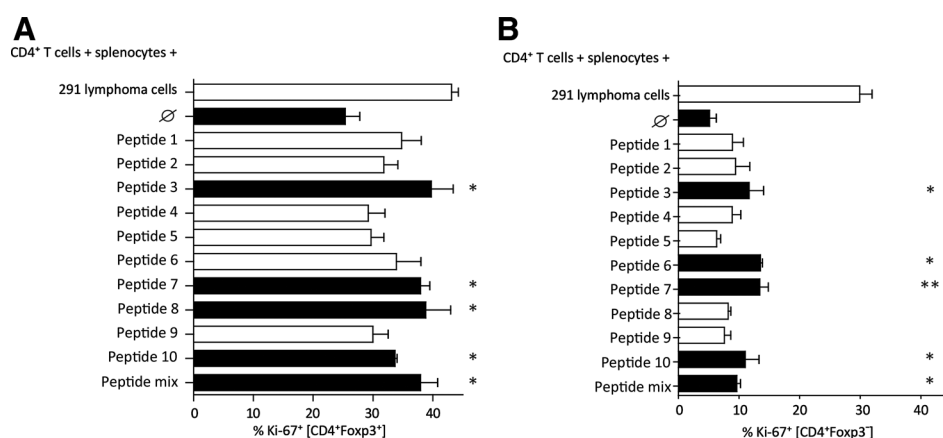 A
CD4⁺ T cells + splenocytes +
291 lymphoma cells
∅
Peptide 1
Peptide 2
Peptide 3 *
Peptide 4
Peptide 5
Peptide 6
Peptide 7 *
Peptide 8 *
Peptide 9
Peptide 10 *
Peptide mix *
0 10 20 30 40
% Ki-67⁺ [CD4⁺Foxp3⁺]
B
CD4⁺ T cells + splenocytes +
291 lymphoma cells
∅
Peptide 1
Peptide 2
Peptide 3 *
Peptide 4
Peptide 5
Peptide 6 *
Peptide 7 **
Peptide 8
Peptide 9
Peptide 10 *
Peptide mix *
0 10 20 30 40
% Ki-67⁺ [CD4⁺Foxp3⁻]